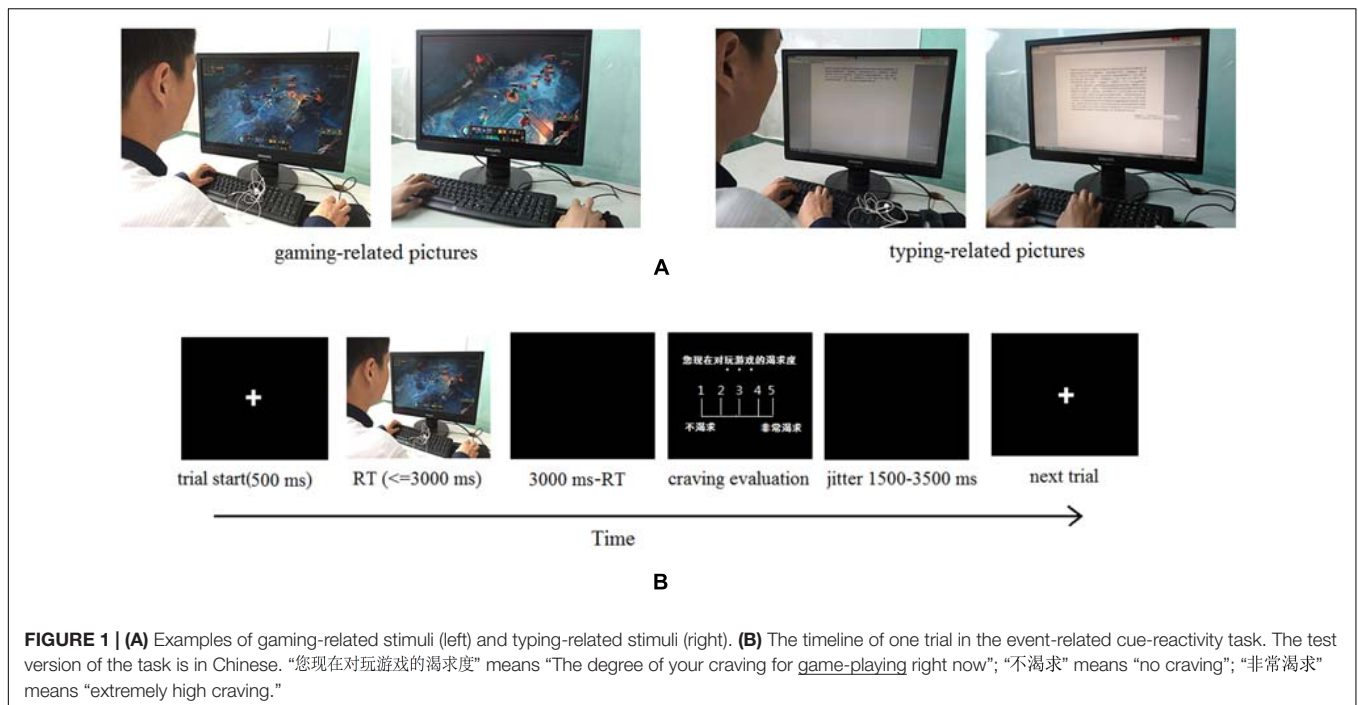 PHILIPS
PHILIPS
PHILIPS
PHILIPS
gaming-related pictures
typing-related pictures
A
您现在对玩游戏的渴求度
1 2 3 4 5
不渴求 非常渴求
trial start(500 ms)
RT (<=3000 ms)
3000 ms-RT
craving evaluation
jitter 1500-3500 ms
next trial
Time
B
FIGURE 1 | (A) Examples of gaming-related stimuli (left) and typing-related stimuli (right). (B) The timeline of one trial in the event-related cue-reactivity task. The test
version of the task is in Chinese. “您现在对玩游戏的渴求度” means “The degree of your craving for game-playing right now”; “不渴求” means “no craving”; “非常渴求”
means “extremely high craving.”